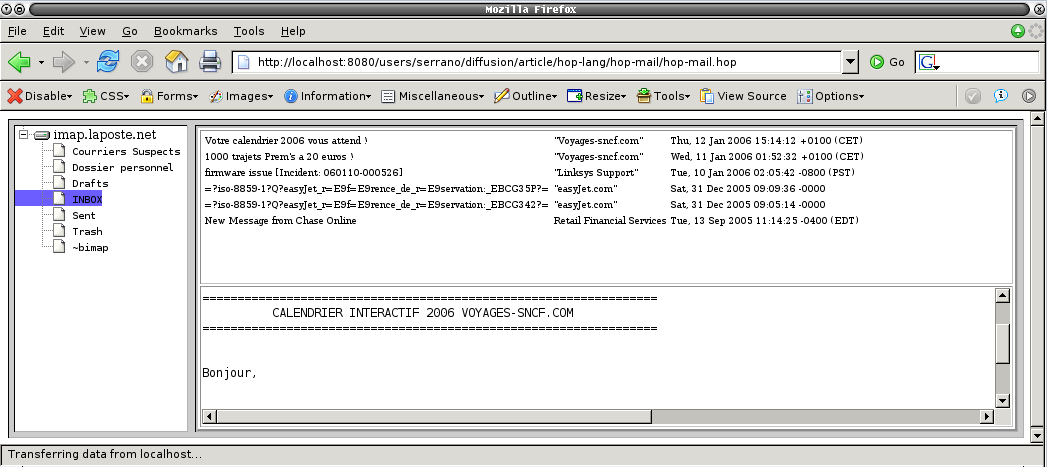 Mozilla Firefox
File Edit View Go Bookmarks Tools Help
http://localhost:8080/users/serrano/diffusion/article/hop-lang/hop-mail/hop-mail.hop Go G
Disable CSS Forms Images Information Miscellaneous Outline Resize Tools View Source Options
imap.laposte.net
Courriers Suspects
Dossier personnel
Drafts
INBOX
Sent
Trash
~bimap
Votre calendrier 2006 vous attend ) "Voyages-sncf.com" Thu, 12 Jan 2006 15:14:12 +0100 (CET)
1000 trajets Prem's a 20 euros ) "Voyages-sncf.com" Wed, 11 Jan 2006 01:52:32 +0100 (CET)
firmware issue [Incident: 060110-000526] "Linksys Support" Tue, 10 Jan 2006 02:05:42 -0800 (PST)
=?iso-8859-1?Q?easyJet_r=E9f=E9rence_de_r=E9servation:_EBCG35P?= "easyJet.com" Sat, 31 Dec 2005 09:09:36 -0000
=?iso-8859-1?Q?easyJet_r=E9f=E9rence_de_r=E9servation:_EBCG342?= "easyJet.com" Sat, 31 Dec 2005 09:05:14 -0000
New Message from Chase Online Retail Financial Services Tue, 13 Sep 2005 11:14:25 -0400 (EDT)
=================================================================
CALENDRIER INTERACTIF 2006 VOYAGES-SNCF.COM
=================================================================
Bonjour,
Transferring data from localhost...